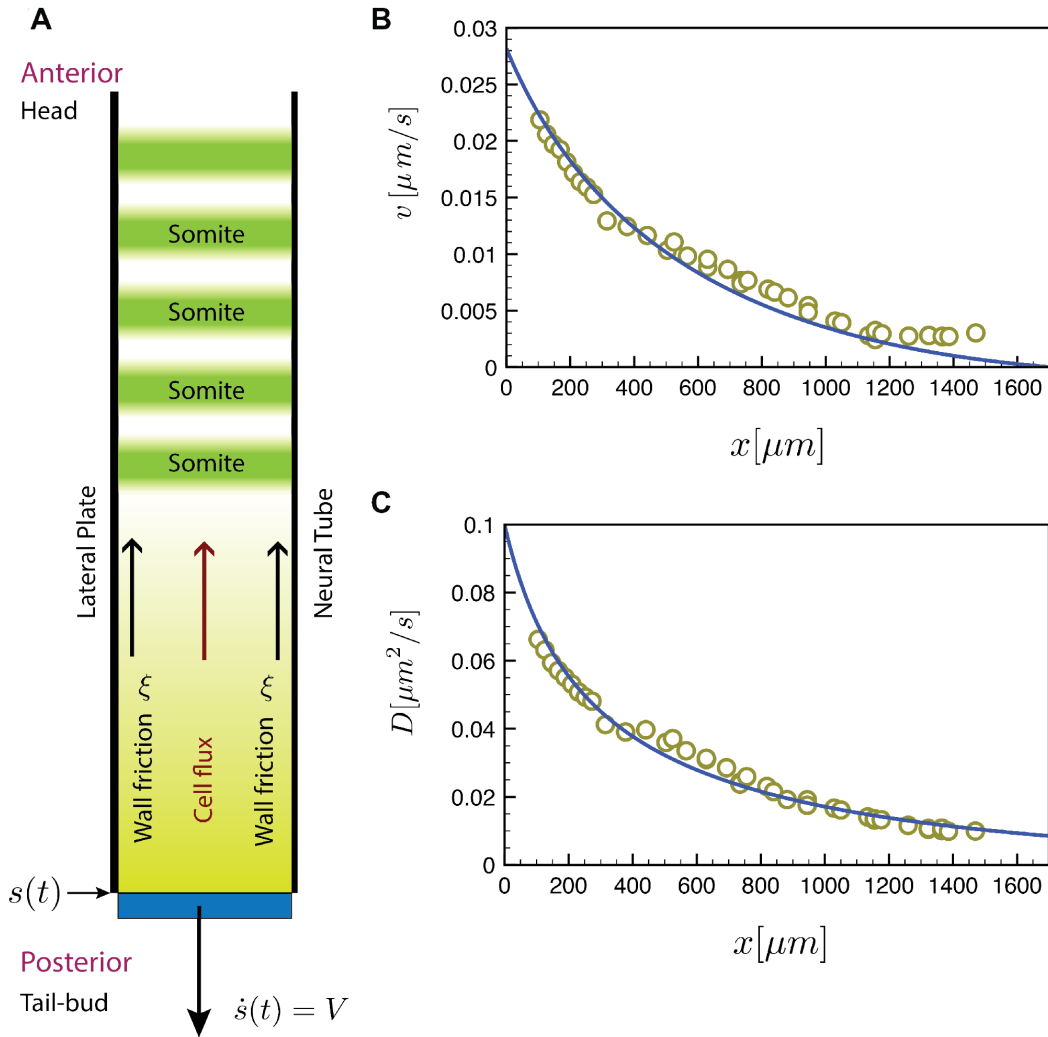 A
Anterior
Head
Somite
Somite
Somite
Somite
Lateral Plate
Neural Tube
Wall friction ξ
Cell flux
Wall friction ξ
s(t)
Posterior
Tail-bud
ṡ(t) = V
B
0.03
0.025
0.02
0.015
0.01
0.005
0
v [μm/s]
0 200 400 600 800 1000 1200 1400 1600
x[μm]
C
0.1
0.08
0.06
0.04
0.02
0
D[μm²/s]
0 200 400 600 800 1000 1200 1400 1600
x[μm]